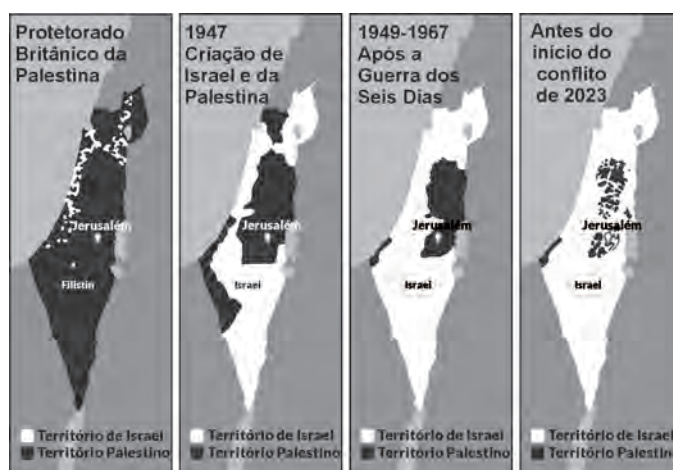 Protetorado
Britânico da
Palestina
Jerusalém
Filistin
Território de Israel
Território Palestino
1947
Criação de
Israel e da
Palestina
Jerusalém
Israel
Território de Israel
Território Palestino
1949-1967
Após a
Guerra dos
Seis Dias
Jerusalém
Israel
Território de Israel
Território Palestino
Antes do
início do
conflito
de 2023
Jerusalém
Israel
Território de Israel
Território Palestino